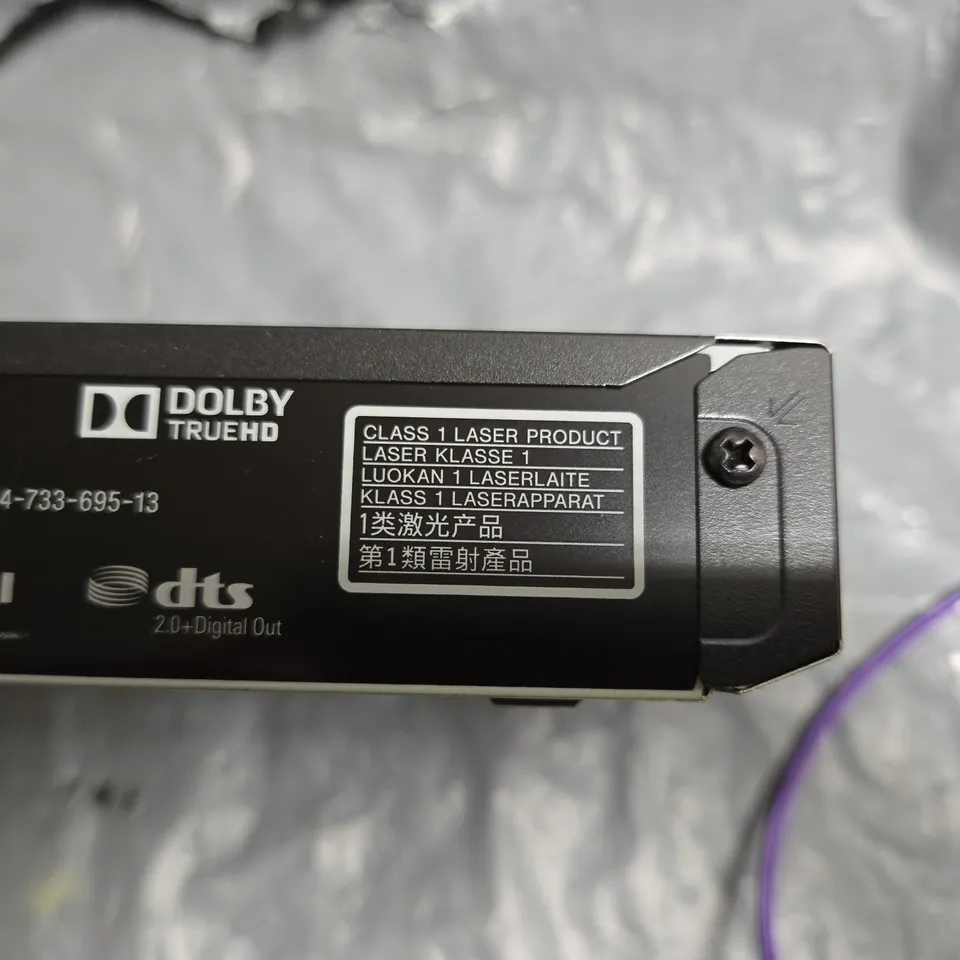 DOLBY
TRUEHD
4-733-695-13
dts
2.0+Digital Out
CLASS 1 LASER PRODUCT
LASER KLASSE 1
LUOKAN 1 LASERLAITE
KLASS 1 LASERAPPARAT
1类激光产品
第1類雷射產品